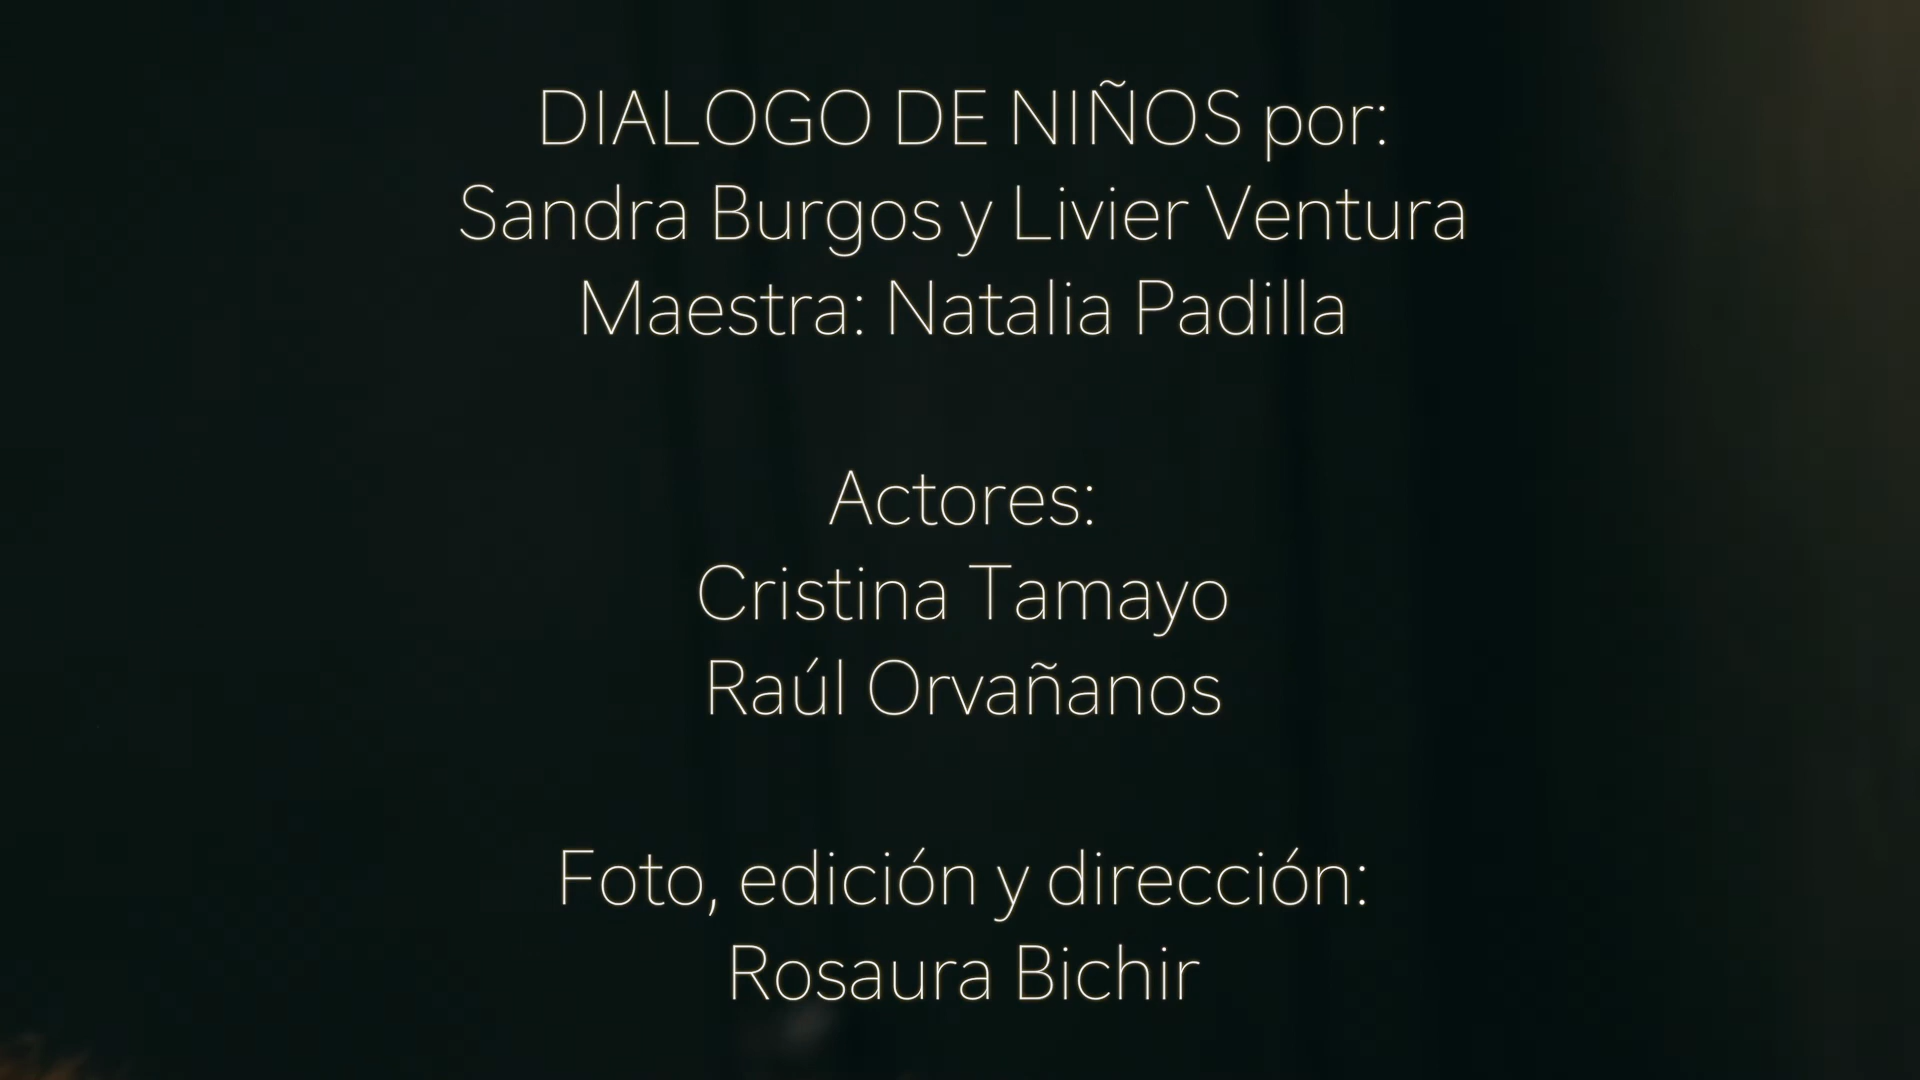 DIALOGO DE NIÑOS por:
Sandra Burgos y Livier Ventura
Maestra: Natalia Padilla
Actores:
Cristina Tamayo
Raúl Orvañanos
Foto, edición y dirección:
Rosaura Bichir